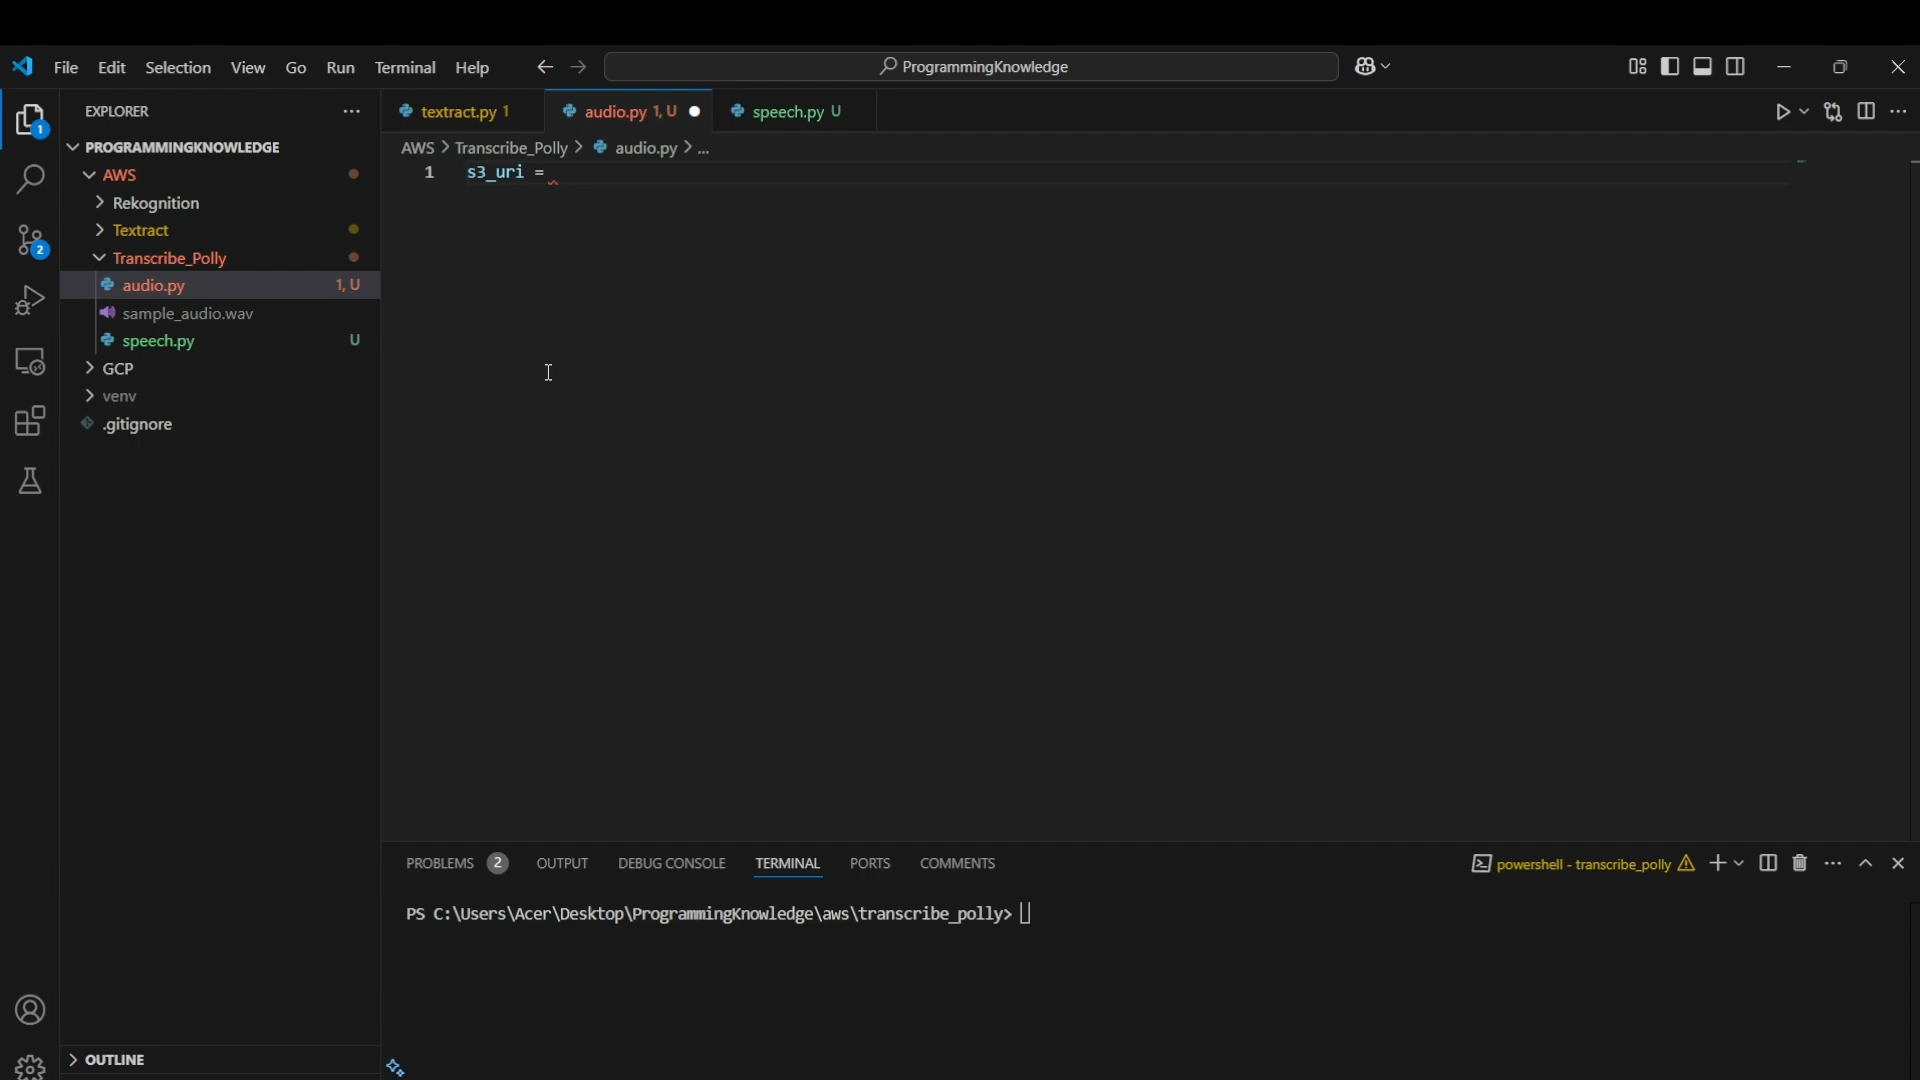 File Edit Selection View Go Run Terminal Help
ProgrammingKnowledge
EXPLORER
textract.py 1
audio.py 1, U
speech.py U
PROGRAMMINGKNOWLEDGE
AWS > Transcribe_Polly > audio.py > ...
1 s3_uri =
AWS
Rekognition
Textract
Transcribe_Polly
audio.py 1, U
sample_audio.wav
speech.py U
GCP
venv
.gitignore
1
2
PROBLEMS 2 OUTPUT DEBUG CONSOLE TERMINAL PORTS COMMENTS
powershell - transcribe_polly
PS C:\Users\Acer\Desktop\ProgrammingKnowledge\aws\transcribe_polly>
OUTLINE